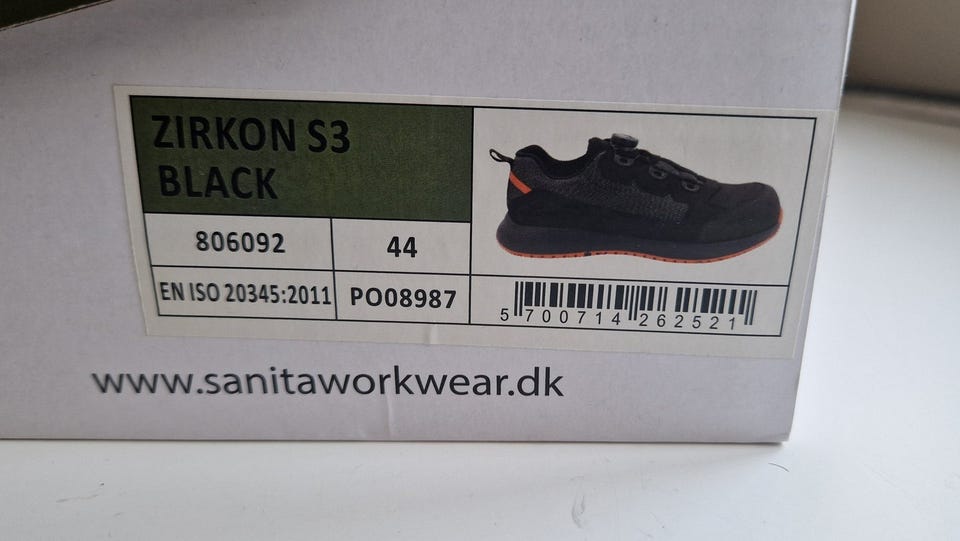 ZIRKON S3
BLACK
806092
44
EN ISO 20345:2011
PO08987
5 700714 262521
www.sanitaworkwear.dk